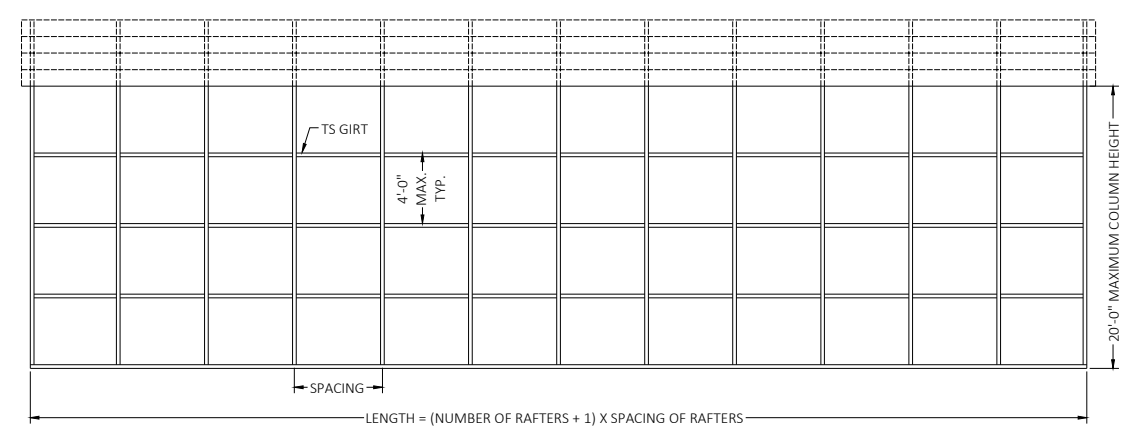 TS GIRT
4'-0"
MAX.
TYP.
20'-0" MAXIMUM COLUMN HEIGHT
SPACING
LENGTH = (NUMBER OF RAFTERS + 1) X SPACING OF RAFTERS